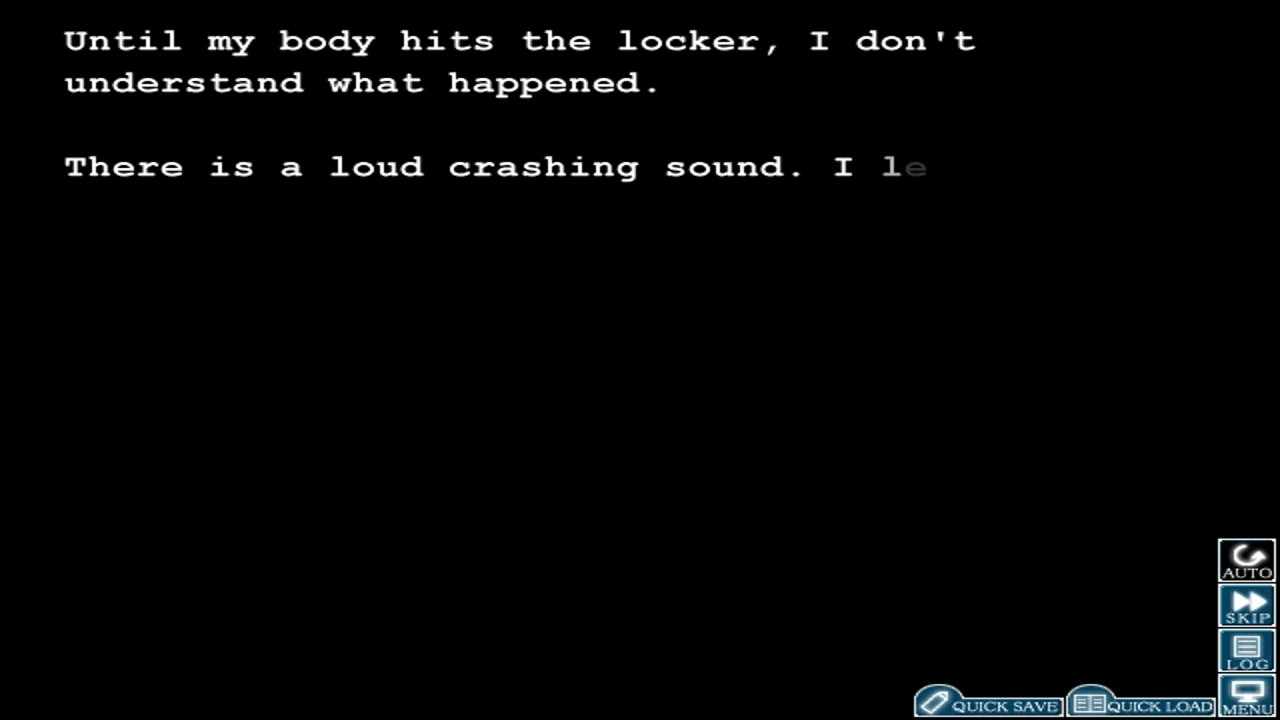 Until my body hits the locker, I don't
understand what happened.
There is a loud crashing sound. I le
AUTO
SKIP
LOG
QUICK SAVE QUICK LOAD MENU